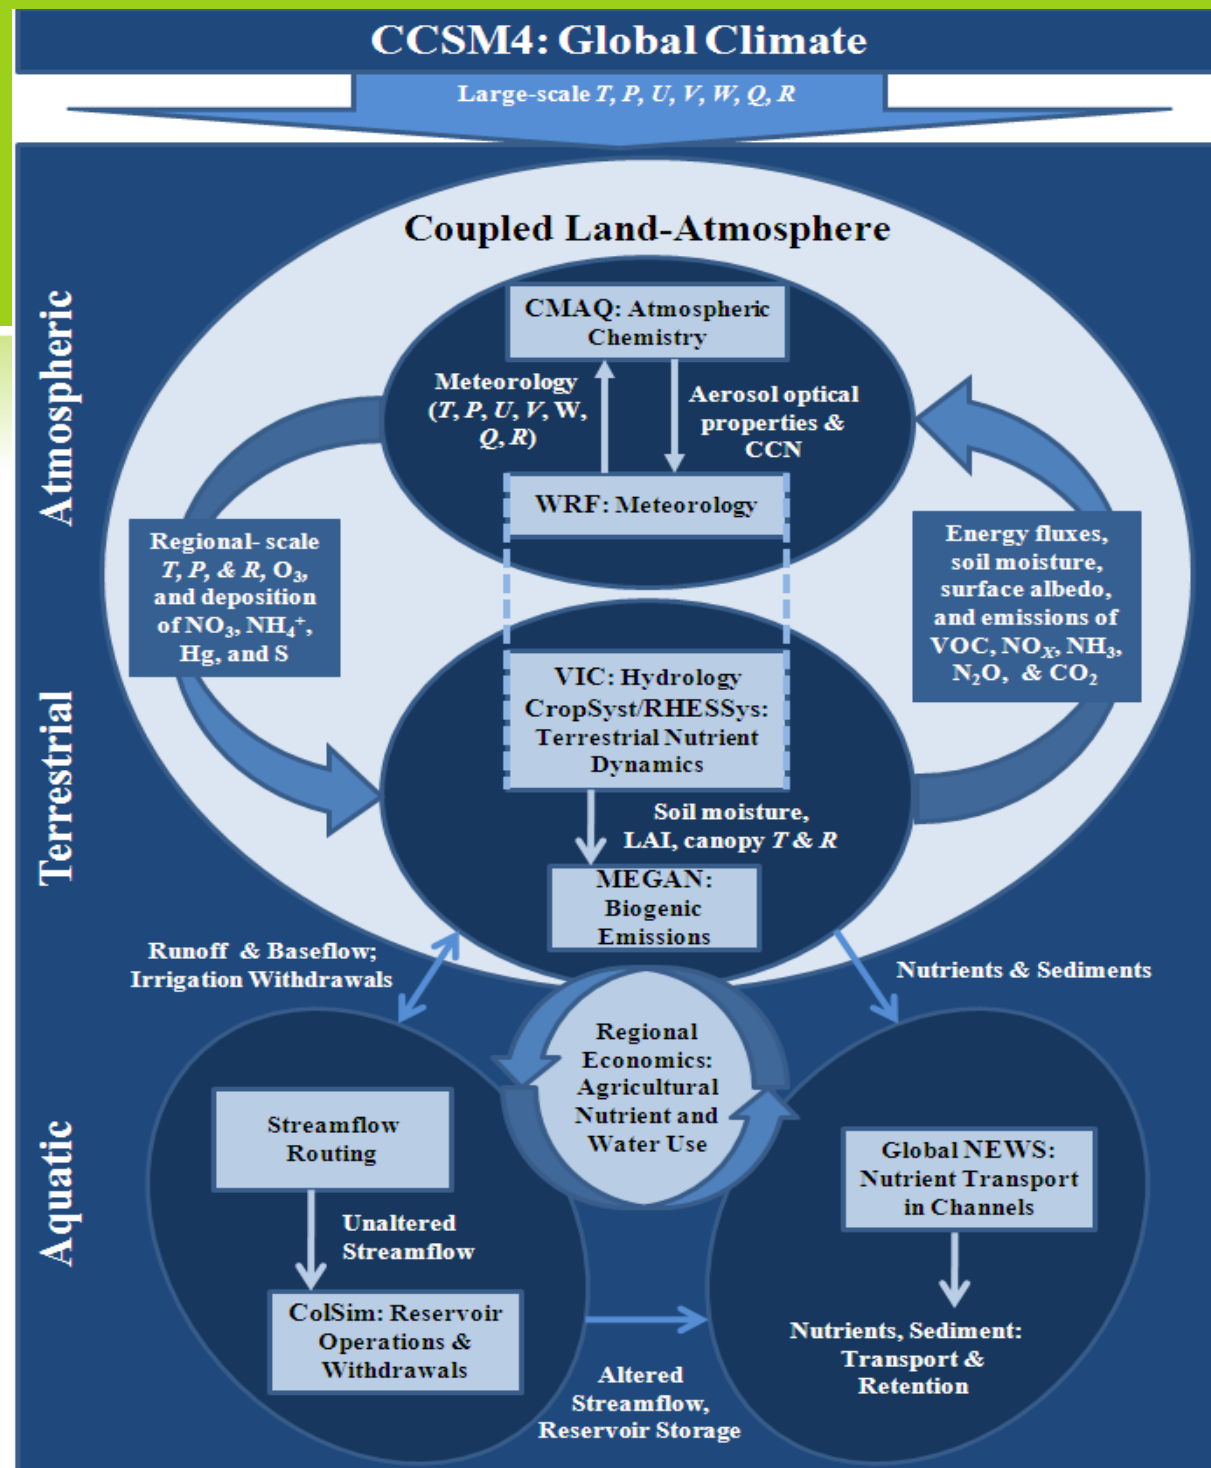 CCSM4: Global Climate
Large-scale T, P, U, V, W, Q, R
Coupled Land-Atmosphere
Atmospheric
CMAQ: Atmospheric
Chemistry
Meteorology
(T, P, U, V, W,
Q, R)
Aerosol optical
properties &
CCN
WRF: Meteorology
Regional- scale
T, P, & R, O₃,
and deposition
of NO₃, NH₄⁺,
Hg, and S
Energy fluxes,
soil moisture,
surface albedo,
and emissions of
VOC, NOₓ, NH₃,
N₂O, & CO₂
Terrestrial
VIC: Hydrology
CropSyst/RHESSys:
Terrestrial Nutrient
Dynamics
Soil moisture,
LAI, canopy T & R
MEGAN:
Biogenic
Emissions
Runoff & Baseflow;
Irrigation Withdrawals
Nutrients & Sediments
Regional
Economics:
Agricultural
Nutrient and
Water Use
Aquatic
Streamflow
Routing
Unaltered
Streamflow
ColSim: Reservoir
Operations &
Withdrawals
Global NEWS:
Nutrient Transport
in Channels
Nutrients, Sediment:
Transport &
Retention
Altered
Streamflow,
Reservoir Storage